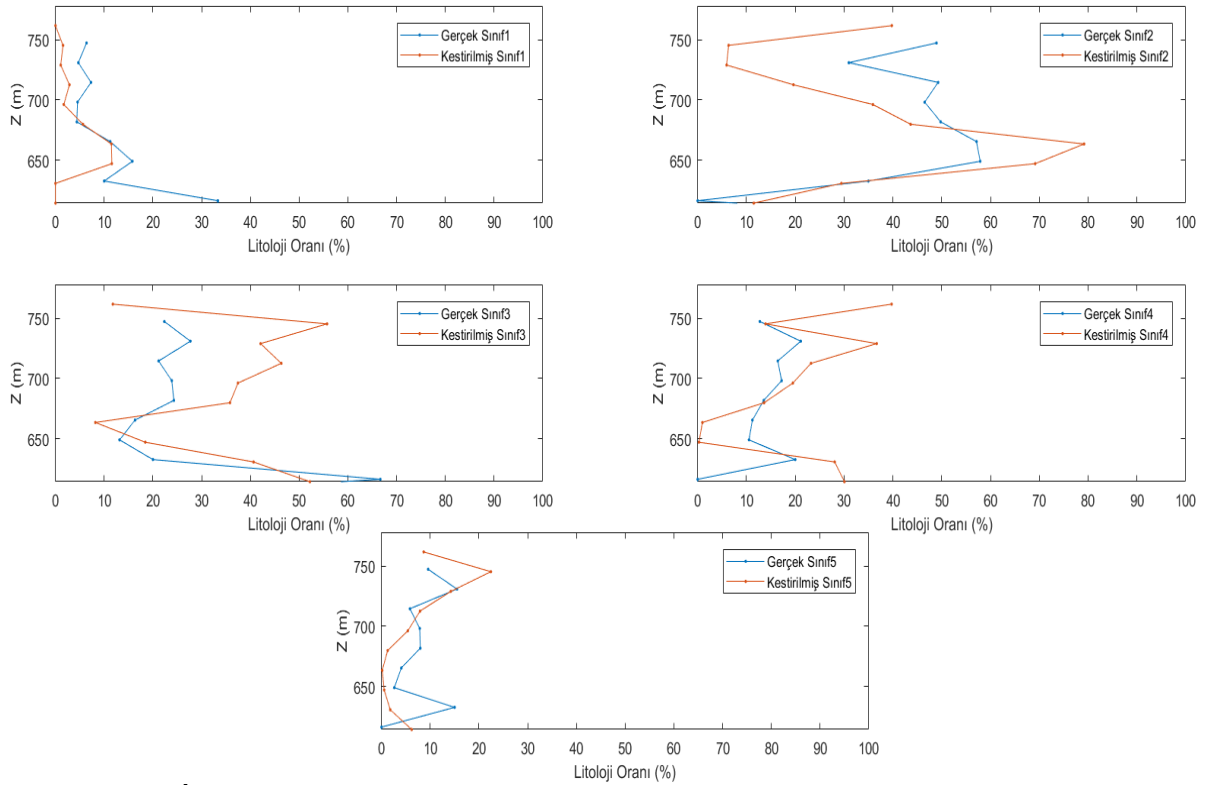 Gerçek Sınıf1
Kestirilmiş Sınıf1
750
700
650
Z (m)
0 10 20 30 40 50 60 70 80 90 100
Litoloji Oranı (%)
Gerçek Sınıf2
Kestirilmiş Sınıf2
750
700
650
Z (m)
0 10 20 30 40 50 60 70 80 90 100
Litoloji Oranı (%)
Gerçek Sınıf3
Kestirilmiş Sınıf3
750
700
650
Z (m)
0 10 20 30 40 50 60 70 80 90 100
Litoloji Oranı (%)
Gerçek Sınıf4
Kestirilmiş Sınıf4
750
700
650
Z (m)
0 10 20 30 40 50 60 70 80 90 100
Litoloji Oranı (%)
Gerçek Sınıf5
Kestirilmiş Sınıf5
750
700
650
Z (m)
0 10 20 30 40 50 60 70 80 90 100
Litoloji Oranı (%)